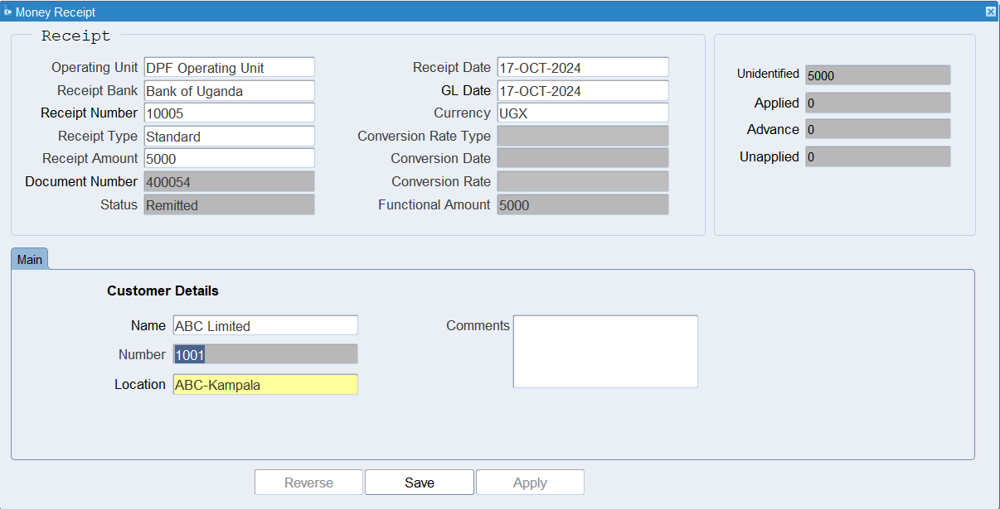 Money Receipt
Receipt
Operating Unit DPF Operating Unit
Receipt Bank Bank of Uganda
Receipt Number 10005
Receipt Type Standard
Receipt Amount 5000
Document Number 400054
Status Remitted
Receipt Date 17-OCT-2024
GL Date 17-OCT-2024
Currency UGX
Conversion Rate Type
Conversion Date
Conversion Rate
Functional Amount 5000
Unidentified 5000
Applied 0
Advance 0
Unapplied 0
Main
Customer Details
Name ABC Limited
Number 1001
Location ABC-Kampala
Comments
Reverse Save Apply